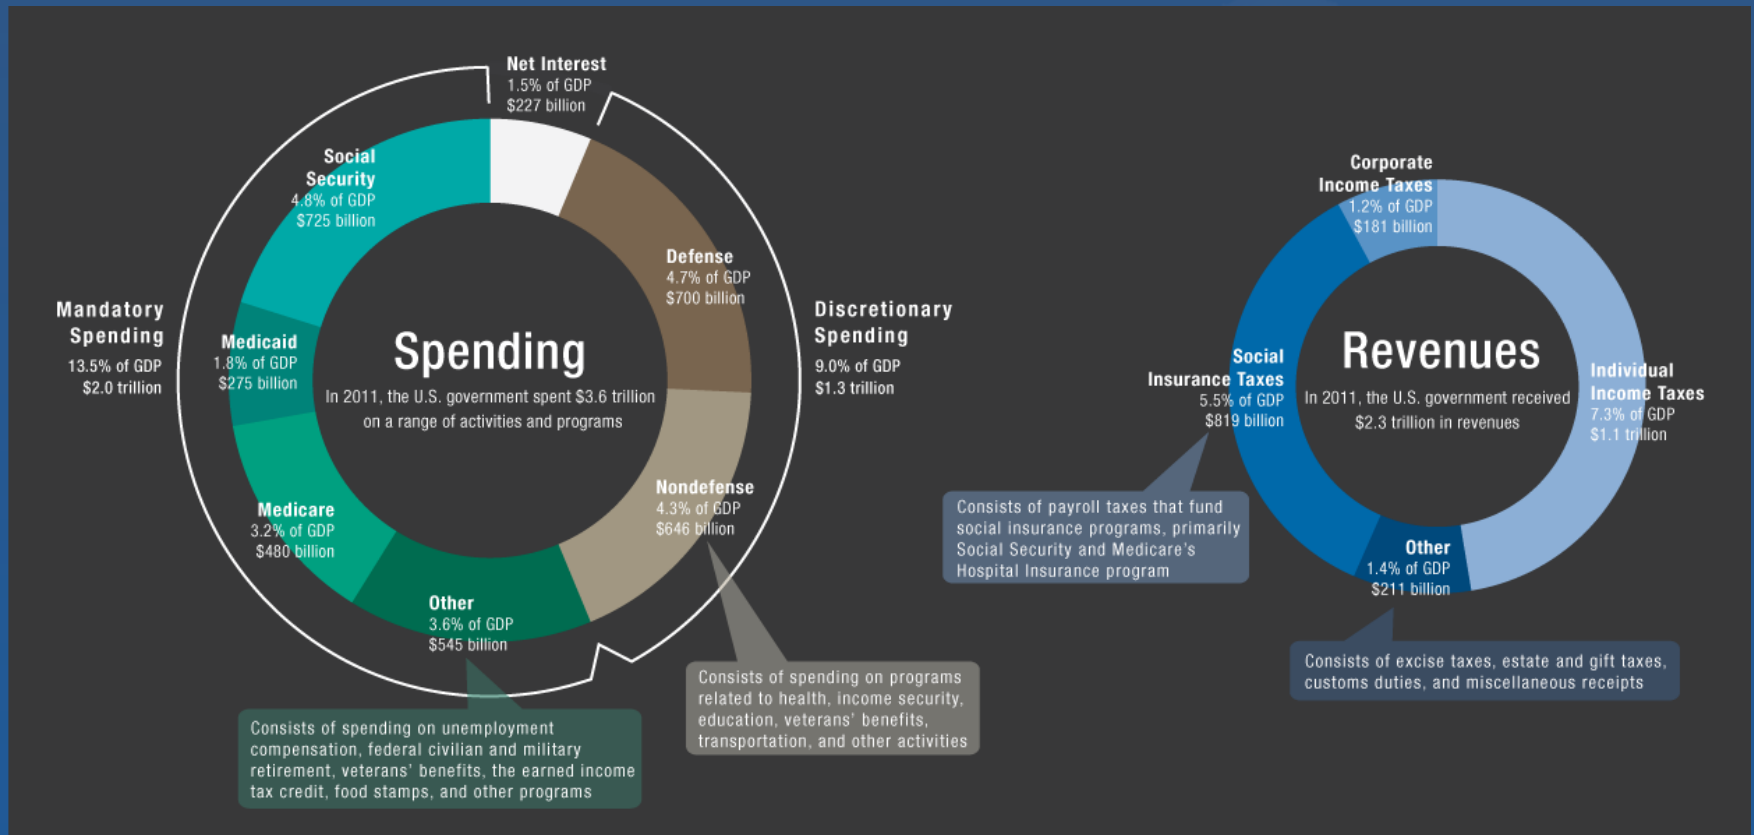 Net Interest
1.5% of GDP
$227 billion
Social
Security
4.8% of GDP
$725 billion
Defense
4.7% of GDP
$700 billion
Mandatory
Spending
13.5% of GDP
$2.0 trillion
Medicaid
1.8% of GDP
$275 billion
Spending
In 2011, the U.S. government spent $3.6 trillion
on a range of activities and programs
Discretionary
Spending
9.0% of GDP
$1.3 trillion
Medicare
3.2% of GDP
$480 billion
Nondefense
4.3% of GDP
$646 billion
Other
3.6% of GDP
$545 billion
Consists of spending on programs
related to health, income security,
education, veterans' benefits,
transportation, and other activities
Consists of spending on unemployment
compensation, federal civilian and military
retirement, veterans' benefits, the earned income
tax credit, food stamps, and other programs
Corporate
Income Taxes
1.2% of GDP
$181 billion
Social
Insurance Taxes
5.5% of GDP
$819 billion
Revenues
In 2011, the U.S. government received
$2.3 trillion in revenues
Individual
Income Taxes
7.3% of GDP
$1.1 trillion
Consists of payroll taxes that fund
social insurance programs, primarily
Social Security and Medicare's
Hospital Insurance program
Other
1.4% of GDP
$211 billion
Consists of excise taxes, estate and gift taxes,
customs duties, and miscellaneous receipts